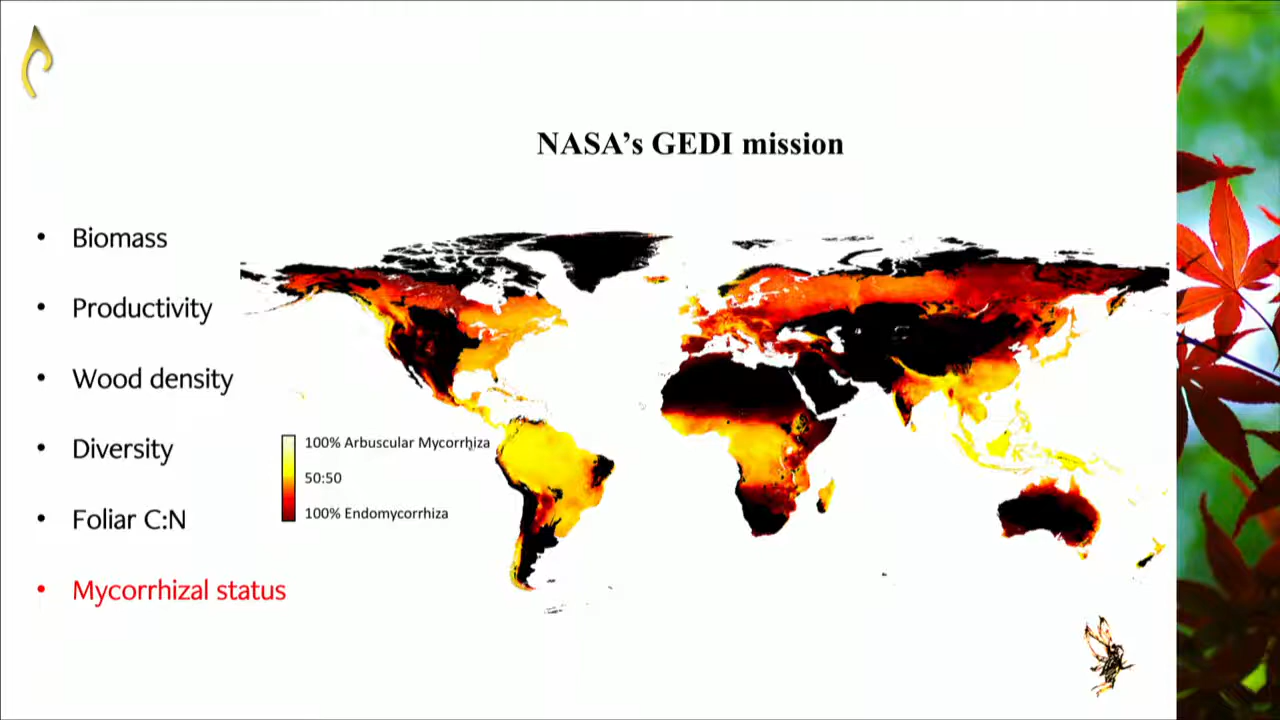 NASA's GEDI mission
• Biomass
• Productivity
• Wood density
• Diversity
• Foliar C:N
• Mycorrhizal status
100% Arbuscular Mycorrhiza
50:50
100% Endomycorrhiza